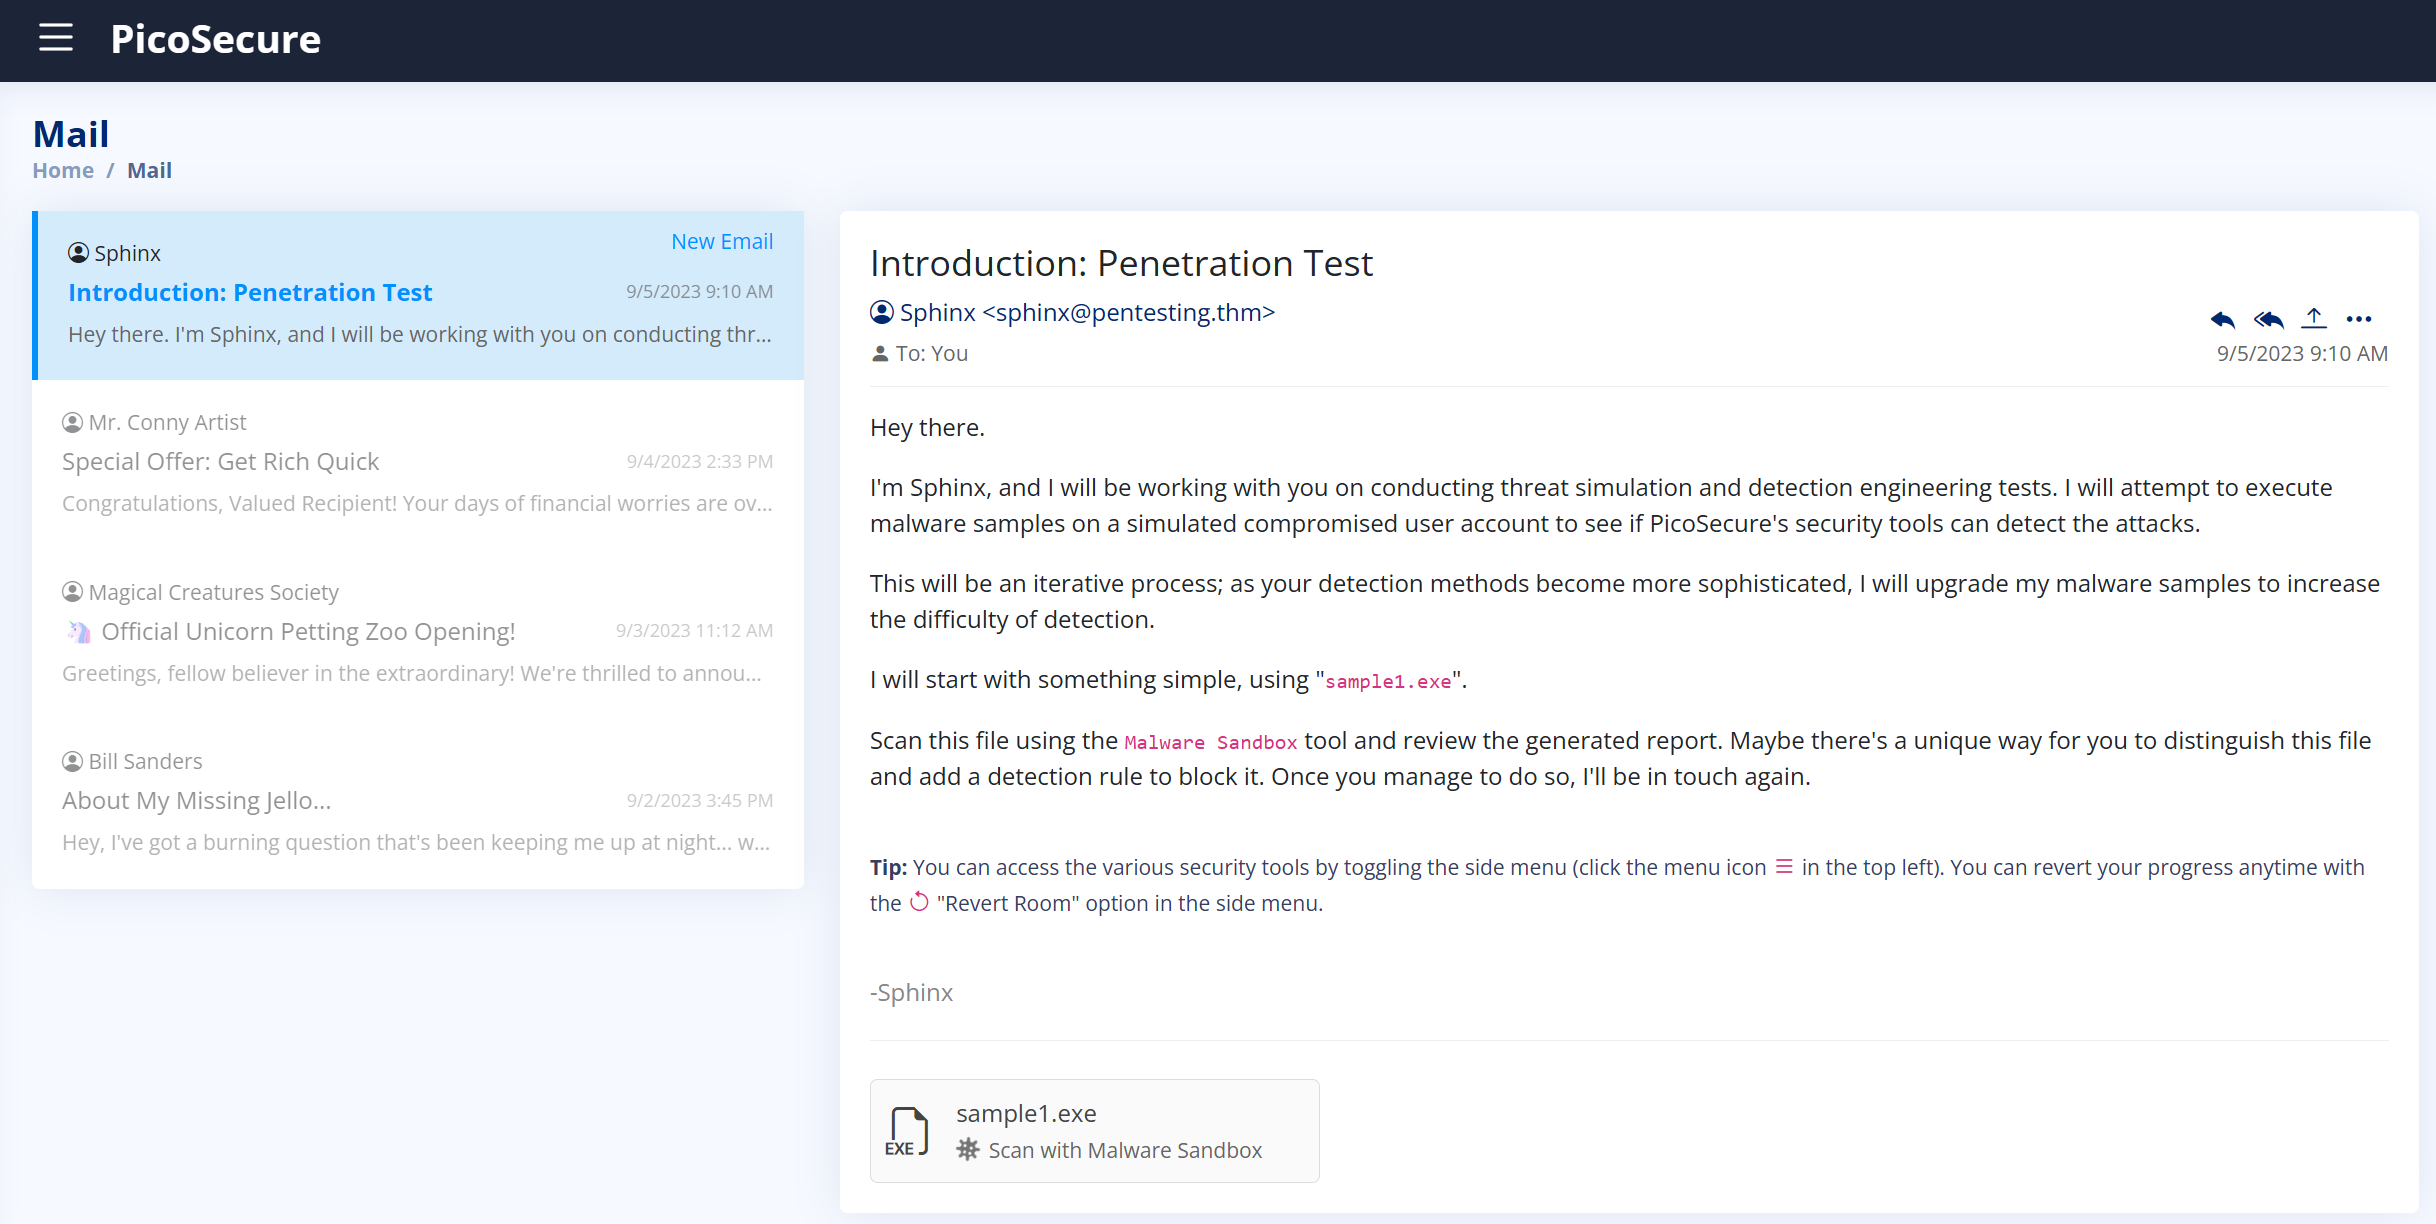 PicoSecure
Mail
Home / Mail
Sphinx
New Email
Introduction: Penetration Test
9/5/2023 9:10 AM
Hey there. I'm Sphinx, and I will be working with you on conducting thr...
Mr. Conny Artist
Special Offer: Get Rich Quick
9/4/2023 2:33 PM
Congratulations, Valued Recipient! Your days of financial worries are ov...
Magical Creatures Society
🦄 Official Unicorn Petting Zoo Opening!
9/3/2023 11:12 AM
Greetings, fellow believer in the extraordinary! We're thrilled to annou...
Bill Sanders
About My Missing Jello...
9/2/2023 3:45 PM
Hey, I've got a burning question that's been keeping me up at night... w...
Introduction: Penetration Test
Sphinx <sphinx@pentesting.thm>
To: You
9/5/2023 9:10 AM
Hey there.
I'm Sphinx, and I will be working with you on conducting threat simulation and detection engineering tests. I will attempt to execute
malware samples on a simulated compromised user account to see if PicoSecure's security tools can detect the attacks.
This will be an iterative process; as your detection methods become more sophisticated, I will upgrade my malware samples to increase
the difficulty of detection.
I will start with something simple, using "sample1.exe".
Scan this file using the Malware Sandbox tool and review the generated report. Maybe there's a unique way for you to distinguish this file
and add a detection rule to block it. Once you manage to do so, I'll be in touch again.
Tip: You can access the various security tools by toggling the side menu (click the menu icon ☰ in the top left). You can revert your progress anytime with
the ↺ "Revert Room" option in the side menu.
-Sphinx
EXE
sample1.exe
Scan with Malware Sandbox